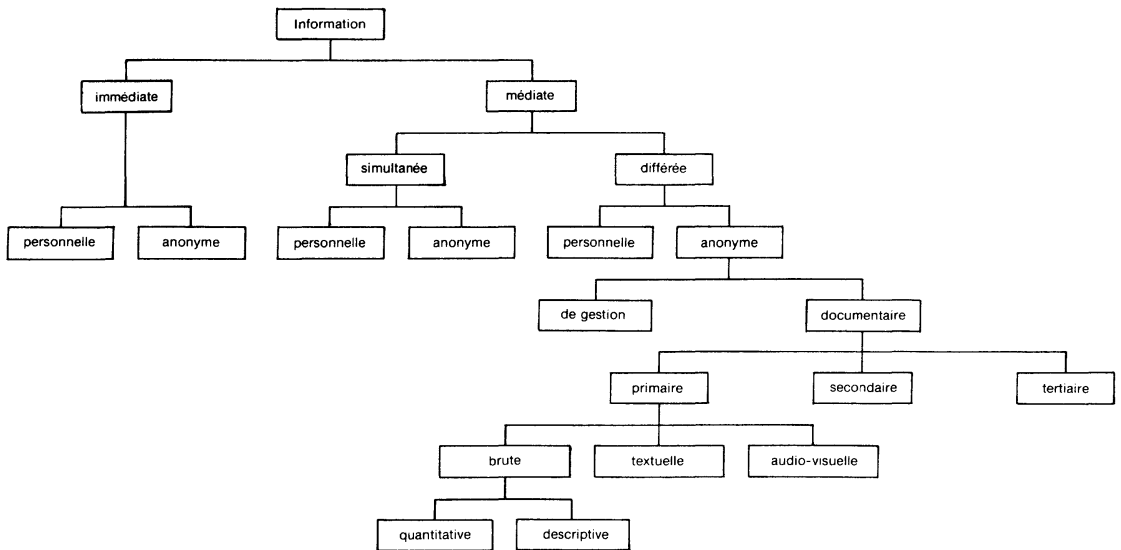 Information
immédiate
médiate
simultanée
différée
personnelle
anonyme
personnelle
anonyme
personnelle
anonyme
de gestion
documentaire
primaire
secondaire
tertiaire
brute
textuelle
audio-visuelle
quantitative
descriptive